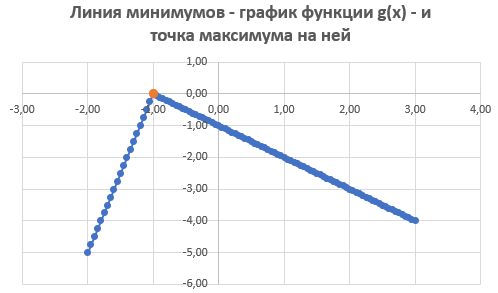 Линия минимумов - график функции g(x) - и
точка максимума на ней
1,00
0,00
-3,00 -2,00 -1,00 0,00 1,00 2,00 3,00 4,00
-1,00
-2,00
-3,00
-4,00
-5,00
-6,00